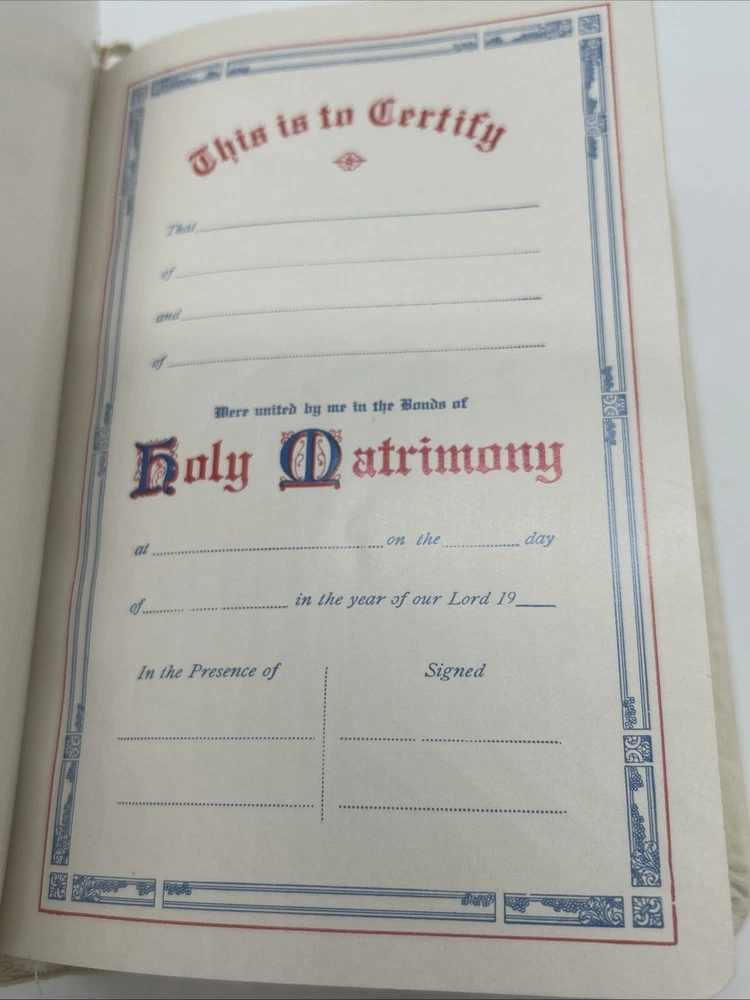 This is to Certify
That
of
and
of
Were united by me in the Bonds of
Holy Matrimony
at on the day
of in the year of our Lord 19
In the Presence of Signed